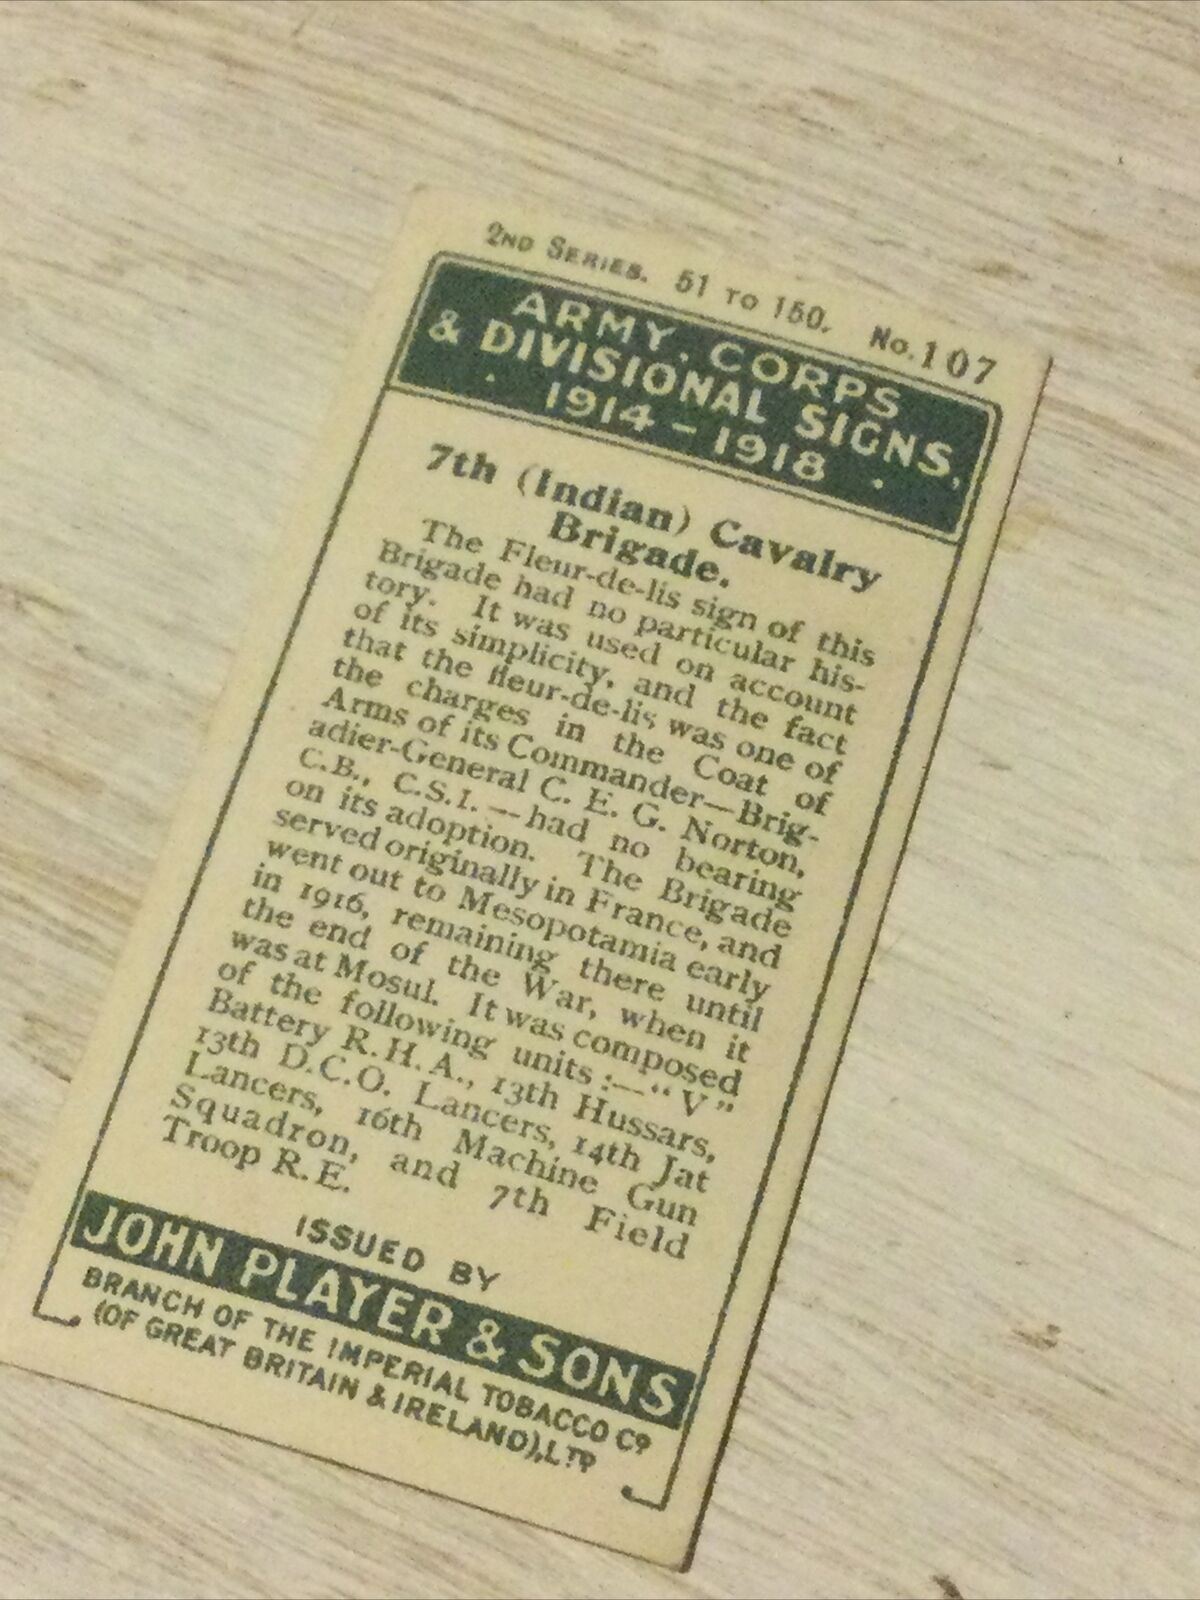 2ND SERIES. 51 TO 150. No. 107
ARMY, CORPS
& DIVISIONAL SIGNS,
1914-1918
7th (Indian) Cavalry
Brigade.
The Fleur-de-lis sign of this
Brigade had no particular his-
tory. It was used on account
of its simplicity, and the fact
that the fleur-de-lis was one of
the charges in the Coat of
Arms of its Commander—Brig-
adier-General C. E. G. Norton,
C.B., C.S.I.—had no bearing
on its adoption. The Brigade
served originally in France, and
went out to Mesopotamia early
in 1916, remaining there until
the end of the War, when it
was at Mosul. It was composed
of the following units:—"V"
Battery R.H.A., 13th Hussars,
13th D.C.O. Lancers, 14th Jat
Lancers, 16th Machine Gun
Squadron, and 7th Field
Troop R.E.
ISSUED BY
JOHN PLAYER & SONS
BRANCH OF THE IMPERIAL TOBACCO CO
(OF GREAT BRITAIN & IRELAND), LTD